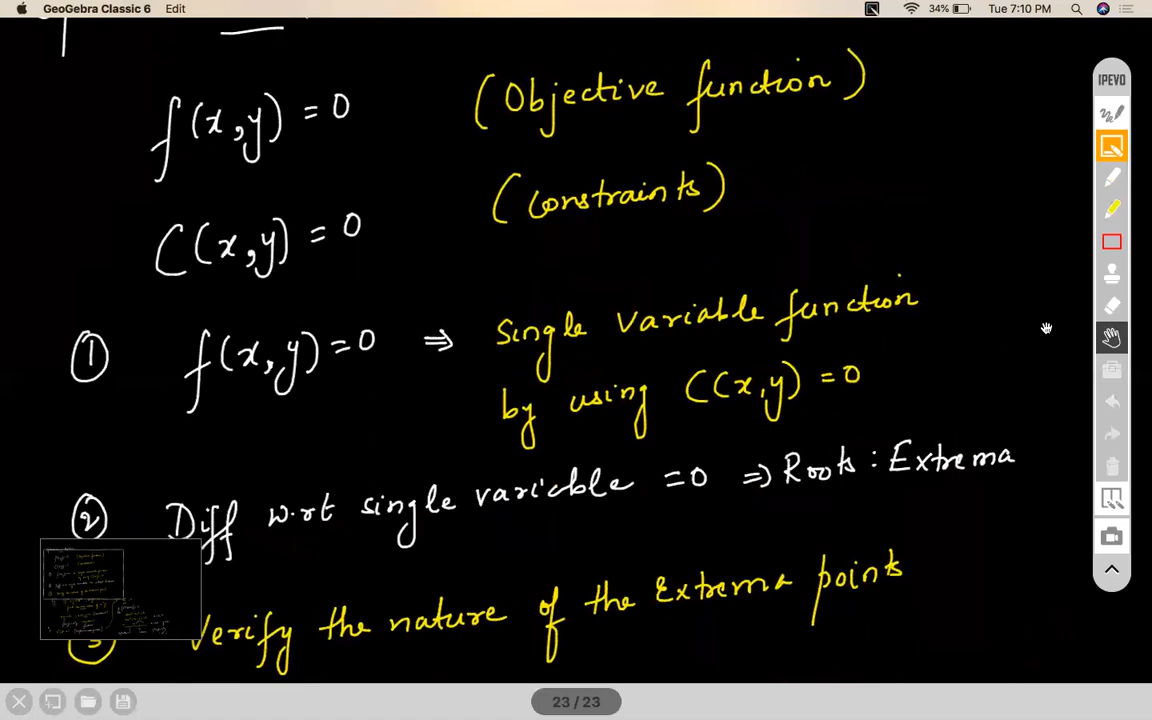 GeoGebra Classic 6 Edit 34% Tue 7:10 PM
IPEVO
f(x,y) = 0 (Objective function)
C(x,y) = 0 (Constraints)
① f(x,y) = 0 ⇒ Single variable function
by using C(x,y) = 0
② Diff w.r.t single variable = 0 ⇒ Roots : Extrema
③ Verify the nature of the Extrema points
23 / 23